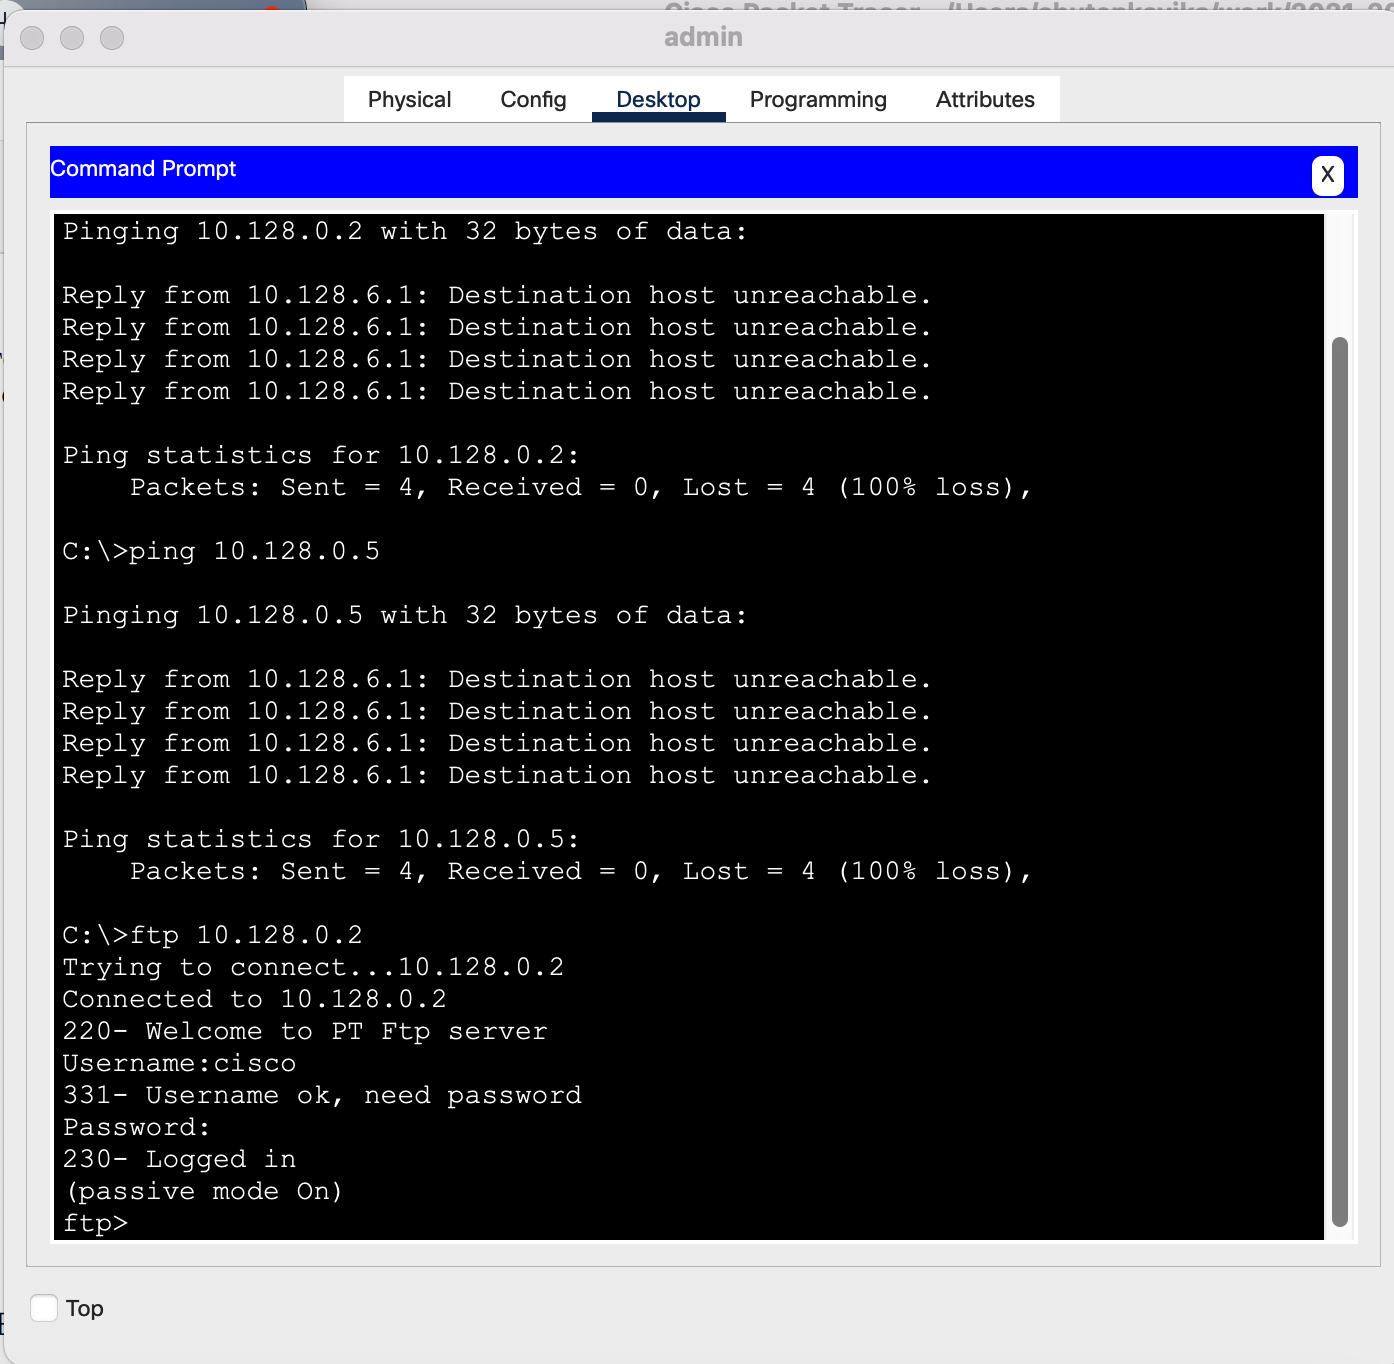 admin
Physical Config Desktop Programming Attributes
Command Prompt
X
Pinging 10.128.0.2 with 32 bytes of data:
Reply from 10.128.6.1: Destination host unreachable.
Reply from 10.128.6.1: Destination host unreachable.
Reply from 10.128.6.1: Destination host unreachable.
Reply from 10.128.6.1: Destination host unreachable.
Ping statistics for 10.128.0.2:
Packets: Sent = 4, Received = 0, Lost = 4 (100% loss),
C:\>ping 10.128.0.5
Pinging 10.128.0.5 with 32 bytes of data:
Reply from 10.128.6.1: Destination host unreachable.
Reply from 10.128.6.1: Destination host unreachable.
Reply from 10.128.6.1: Destination host unreachable.
Reply from 10.128.6.1: Destination host unreachable.
Ping statistics for 10.128.0.5:
Packets: Sent = 4, Received = 0, Lost = 4 (100% loss),
C:\>ftp 10.128.0.2
Trying to connect...10.128.0.2
Connected to 10.128.0.2
220- Welcome to PT Ftp server
Username:cisco
331- Username ok, need password
Password:
230- Logged in
(passive mode On)
ftp>
Top